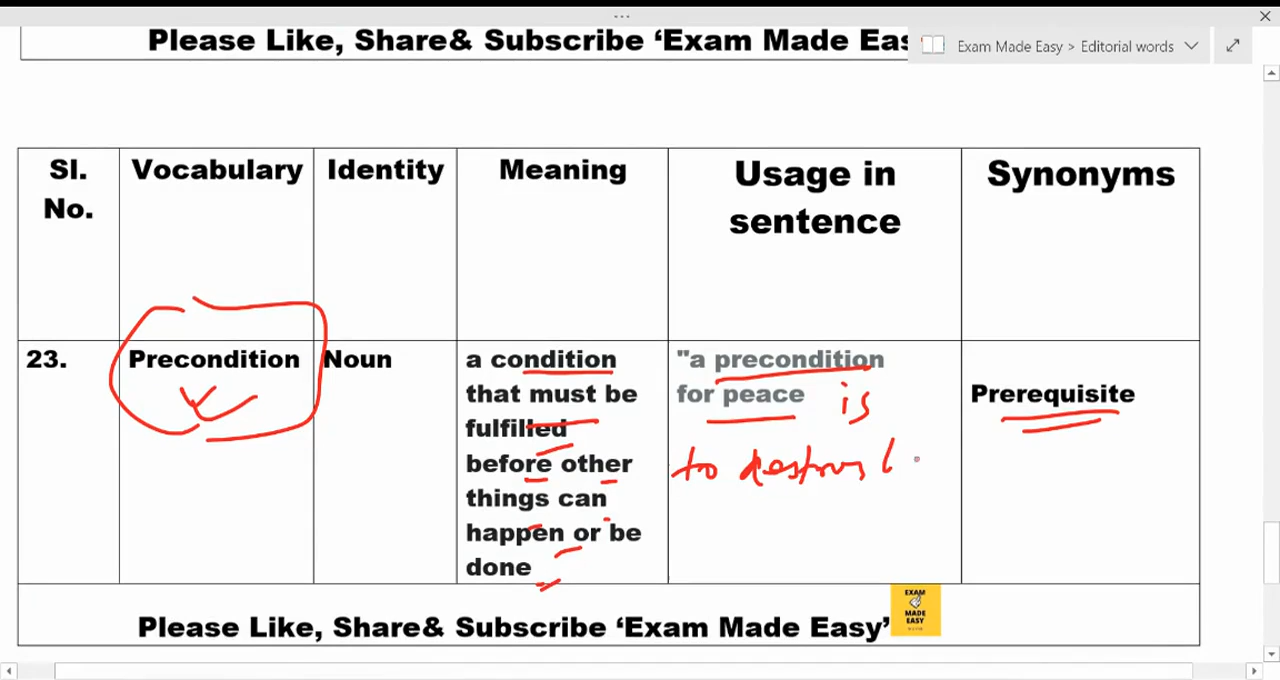 Please Like, Share& Subscribe ‘Exam Made Eas
Exam Made Easy > Editorial words
Sl. No.
Vocabulary
Identity
Meaning
Usage in
sentence
Synonyms
23.
Precondition
Noun
a condition
that must be
fulfilled
before other
things can
happen or be
done
"a precondition
for peace is
to
Prerequisite
Please Like, Share& Subscribe ‘Exam Made Easy’
EXAM
MADE
EASY